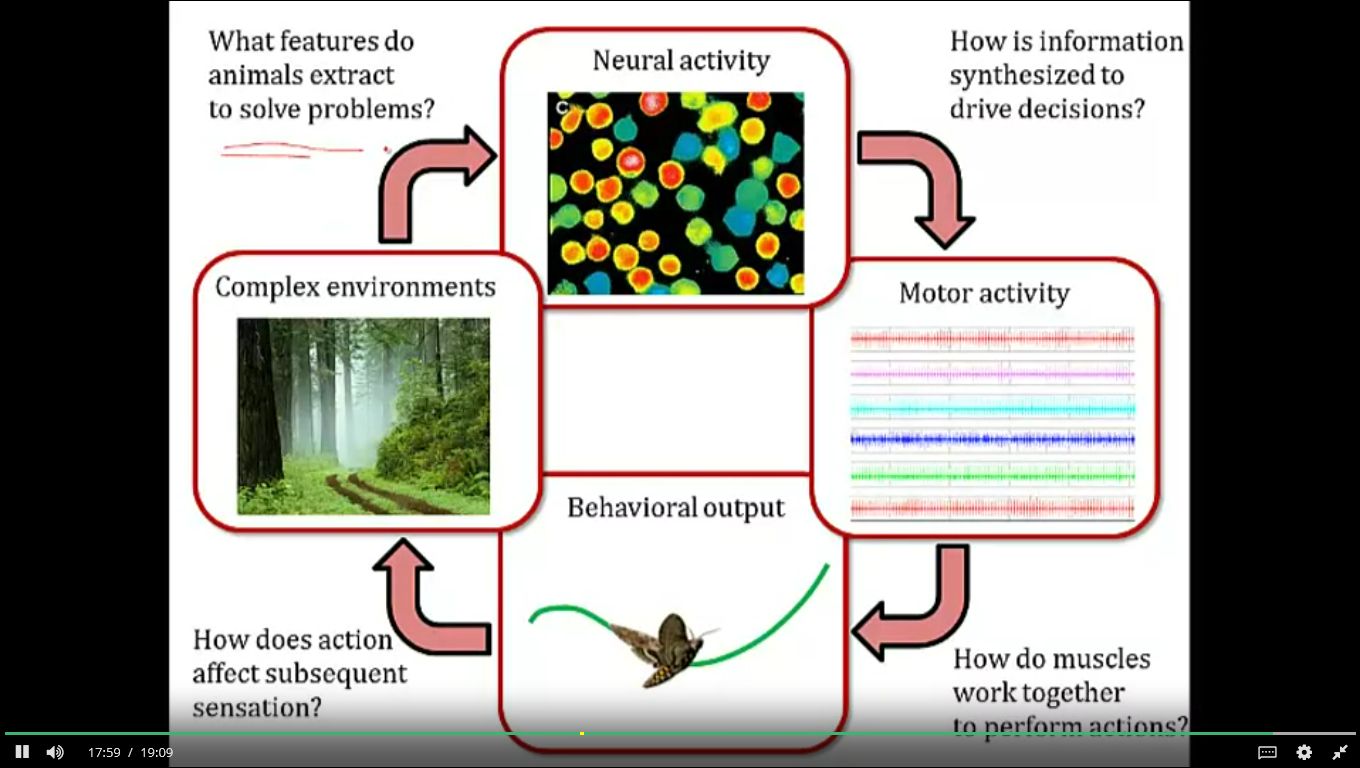 What features do
animals extract
to solve problems?
Neural activity
C
How is information
synthesized to
drive decisions?
Complex environments
Motor activity
Behavioral output
How does action
affect subsequent
sensation?
How do muscles
work together
to perform actions?
17:59 / 19:09